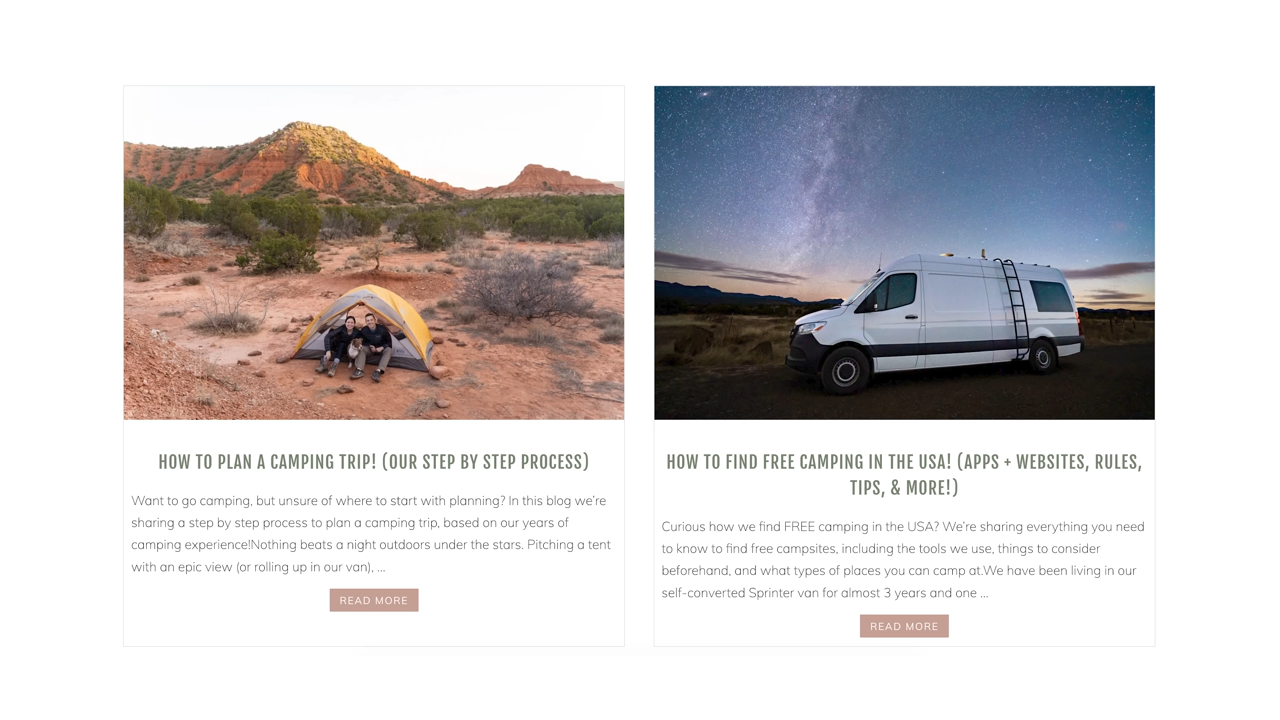 HOW TO PLAN A CAMPING TRIP! (OUR STEP BY STEP PROCESS)
Want to go camping, but unsure of where to start with planning? In this blog we're
sharing a step by step process to plan a camping trip, based on our years of
camping experience!Nothing beats a night outdoors under the stars. Pitching a tent
with an epic view (or rolling up in our van), ...
READ MORE
HOW TO FIND FREE CAMPING IN THE USA! (APPS + WEBSITES, RULES,
TIPS, & MORE!)
Curious how we find FREE camping in the USA? We're sharing everything you need
to know to find free campsites, including the tools we use, things to consider
beforehand, and what types of places you can camp at.We have been living in our
self-converted Sprinter van for almost 3 years and one ...
READ MORE